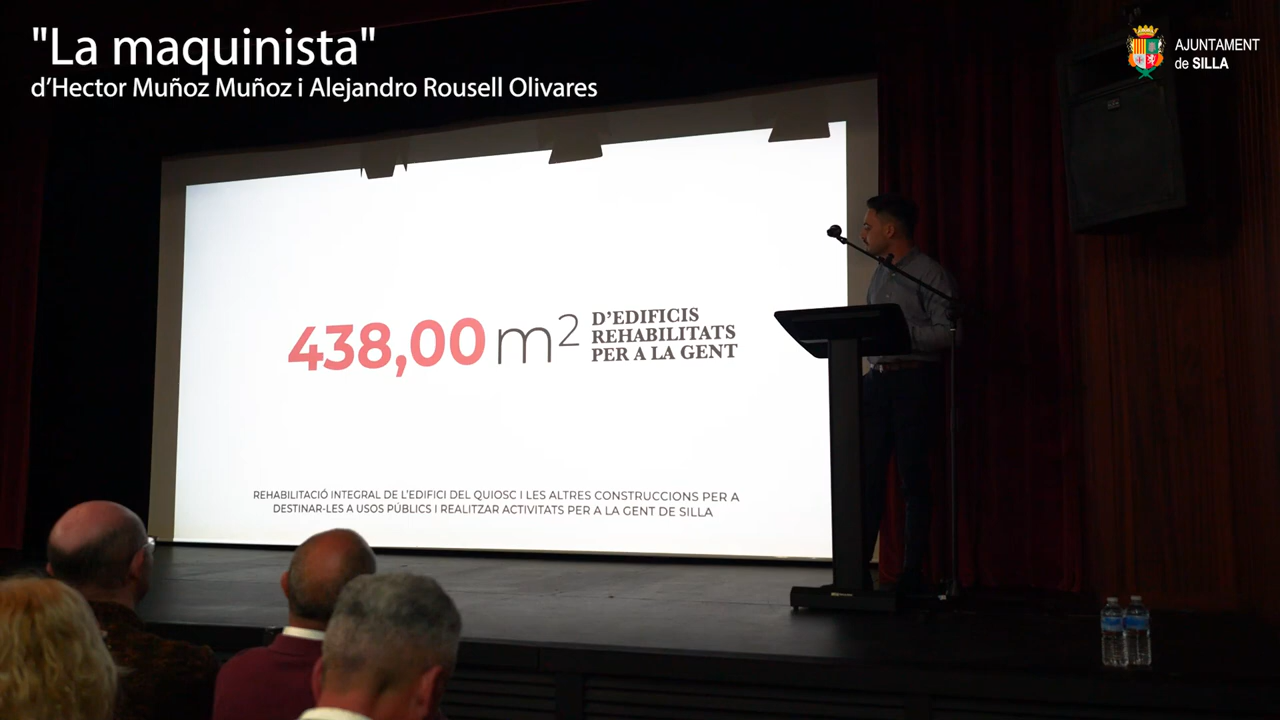 "La maquinista"
d'Hector Muñoz Muñoz i Alejandro Rousell Olivares
AJUNTAMENT
de SILLA
438,00 m²
D'EDIFICIS
REHABILITATS
PER A LA GENT
REHABILITACIÓ INTEGRAL DE L'EDIFICI DEL QUIOSC I LES ALTRES CONSTRUCCIONS PER A
DESTINAR-LES A USOS PÚBLICS I REALITZAR ACTIVITATS PER A LA GENT DE SILLA